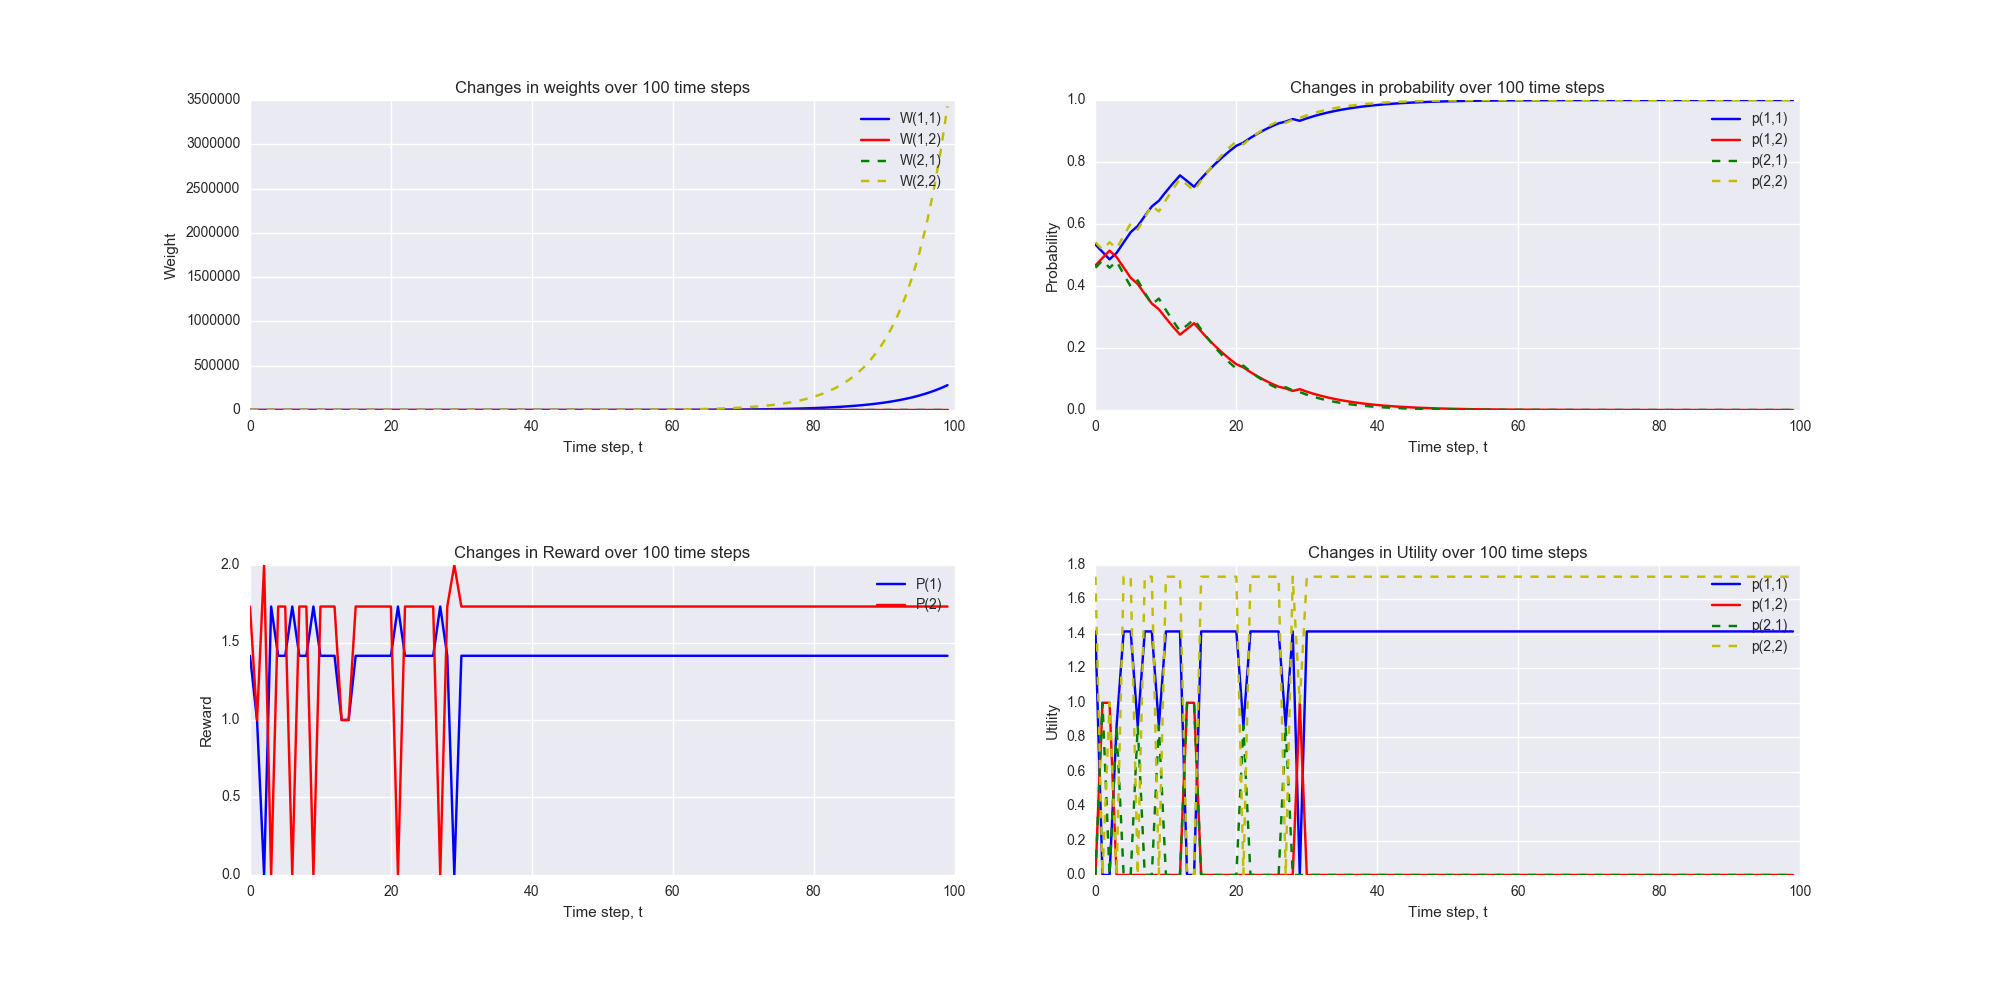 Changes in weights over 100 time steps
3500000
3000000
2500000
2000000
1500000
1000000
500000
0
Weight
W(1,1)
W(1,2)
W(2,1)
W(2,2)
0 20 40 60 80 100
Time step, t
Changes in probability over 100 time steps
1.0
0.8
0.6
0.4
0.2
0.0
Probability
p(1,1)
p(1,2)
p(2,1)
p(2,2)
0 20 40 60 80 100
Time step, t
Changes in Reward over 100 time steps
2.0
1.5
1.0
0.5
0.0
Reward
P(1)
P(2)
0 20 40 60 80 100
Time step, t
Changes in Utility over 100 time steps
1.8
1.6
1.4
1.2
1.0
0.8
0.6
0.4
0.2
0.0
Utility
p(1,1)
p(1,2)
p(2,1)
p(2,2)
0 20 40 60 80 100
Time step, t